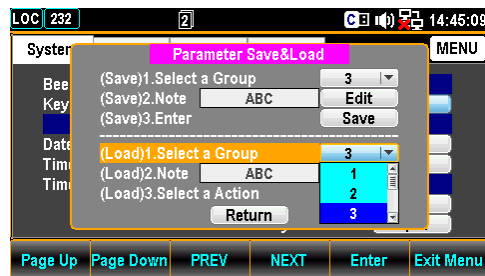 LOC 232 2 C 14:45:09
System MENU
Parameter Save&Load
(Save)1.Select a Group 3
(Save)2.Note ABC Edit
(Save)3.Enter Save
(Load)1.Select a Group 3
(Load)2.Note ABC 1
(Load)3.Select a Action 2
Return 3
Bee
Key
Date
Tim
Tim
Page Up Page Down PREV NEXT Enter Exit Menu